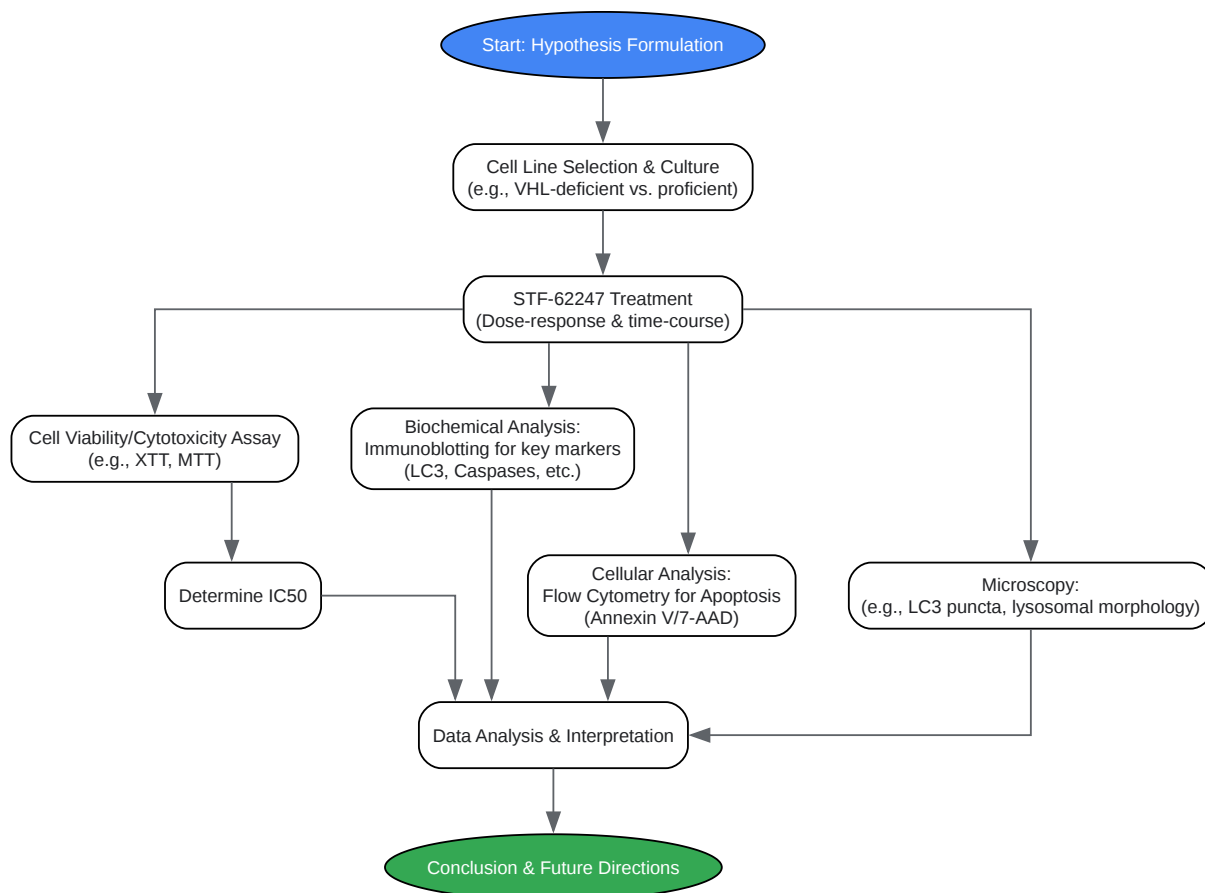 Start: Hypothesis Formulation
Cell Line Selection & Culture
(e.g., VHL-deficient vs. proficient)
STF-62247 Treatment
(Dose-response & time-course)
Cell Viability/Cytotoxicity Assay
(e.g., XTT, MTT)
Biochemical Analysis:
Immunoblotting for key markers
(LC3, Caspases, etc.)
Determine IC50
Cellular Analysis:
Flow Cytometry for Apoptosis
(Annexin V/7-AAD)
Microscopy:
(e.g., LC3 puncta, lysosomal morphology)
Data Analysis & Interpretation
Conclusion & Future Directions